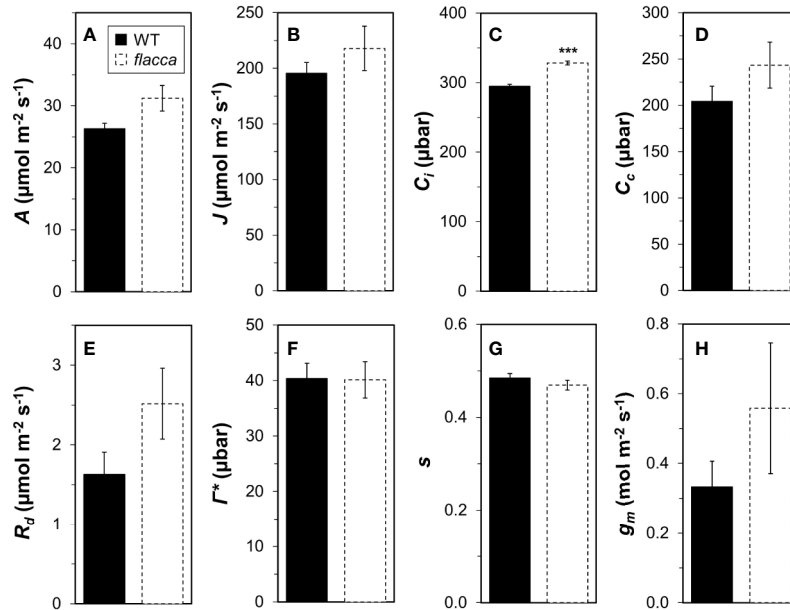 A
WT
flacca
40
30
20
10
0
A (µmol m⁻² s⁻¹)
B
250
200
150
100
50
0
J (µmol m⁻² s⁻¹)
C
***
400
300
200
100
0
Cᵢ (µbar)
D
300
250
200
150
100
50
0
C_c (µbar)
E
3
2
1
0
R_d (µmol m⁻² s⁻¹)
F
50
40
30
20
10
0
Γ* (µbar)
G
0.6
0.4
0.2
0.0
s
H
0.8
0.6
0.4
0.2
0.0
g_m (mol m⁻² s⁻¹)